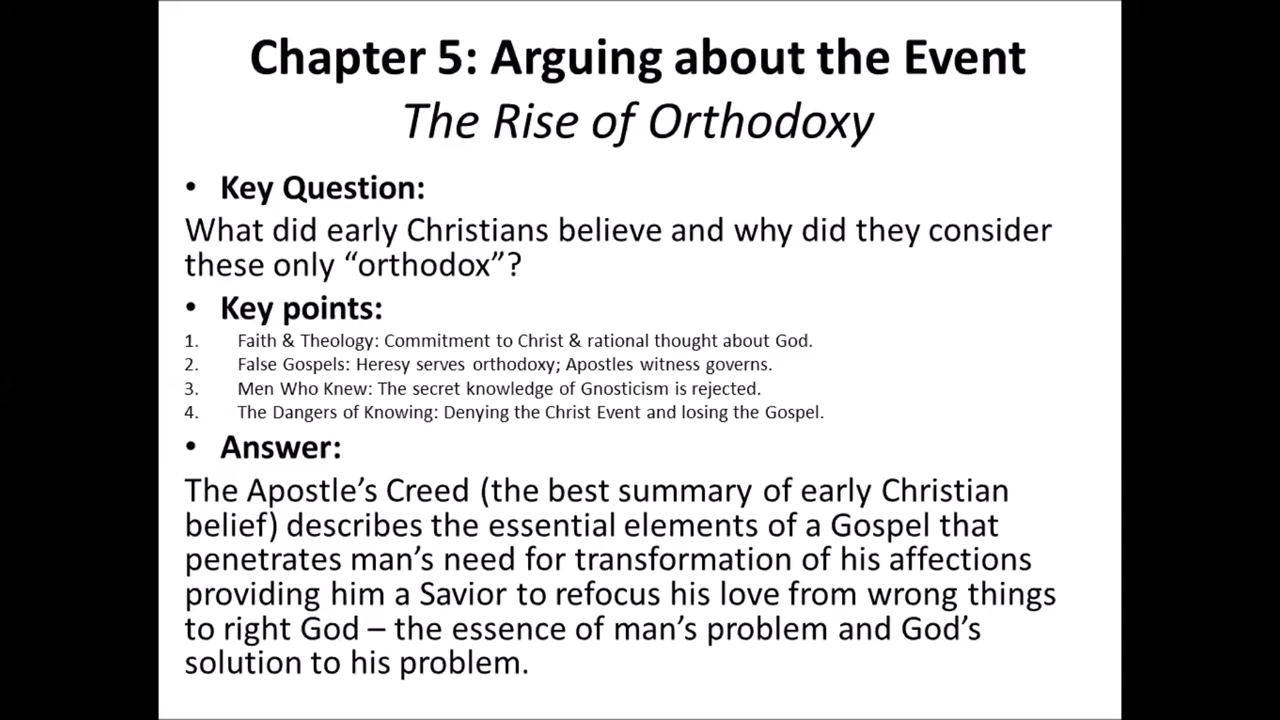 Chapter 5: Arguing about the Event
The Rise of Orthodoxy
• Key Question:
What did early Christians believe and why did they consider
these only “orthodox”?
• Key points:
1. Faith & Theology: Commitment to Christ & rational thought about God.
2. False Gospels: Heresy serves orthodoxy; Apostles witness governs.
3. Men Who Knew: The secret knowledge of Gnosticism is rejected.
4. The Dangers of Knowing: Denying the Christ Event and losing the Gospel.
• Answer:
The Apostle’s Creed (the best summary of early Christian
belief) describes the essential elements of a Gospel that
penetrates man’s need for transformation of his affections
providing him a Savior to refocus his love from wrong things
to right God – the essence of man’s problem and God’s
solution to his problem.